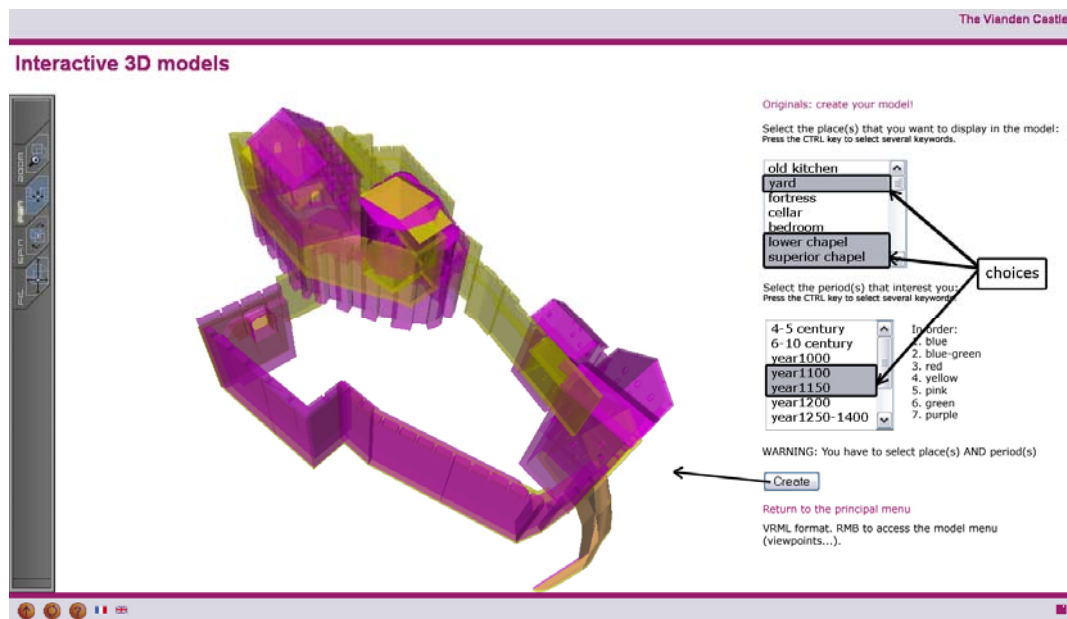 The Vianden Castle
Interactive 3D models
ZOOM
PAN
Originals: create your model!
Select the place(s) that you want to display in the model:
Press the CTRL key to select several keywords.
old kitchen
yard
fortress
cellar
bedroom
lower chapel
superior chapel
choices
Select the period(s) that interest you:
Press the CTRL key to select several keywords.
4-5 century
6-10 century
year1000
year1100
year1150
year1200
year1250-1400
In order:
1. blue
2. blue-green
3. red
4. yellow
5. pink
6. green
7. purple
WARNING: You have to select place(s) AND period(s)
Create
Return to the principal menu
VRML format. RMB to access the model menu
(viewpoints...).
?